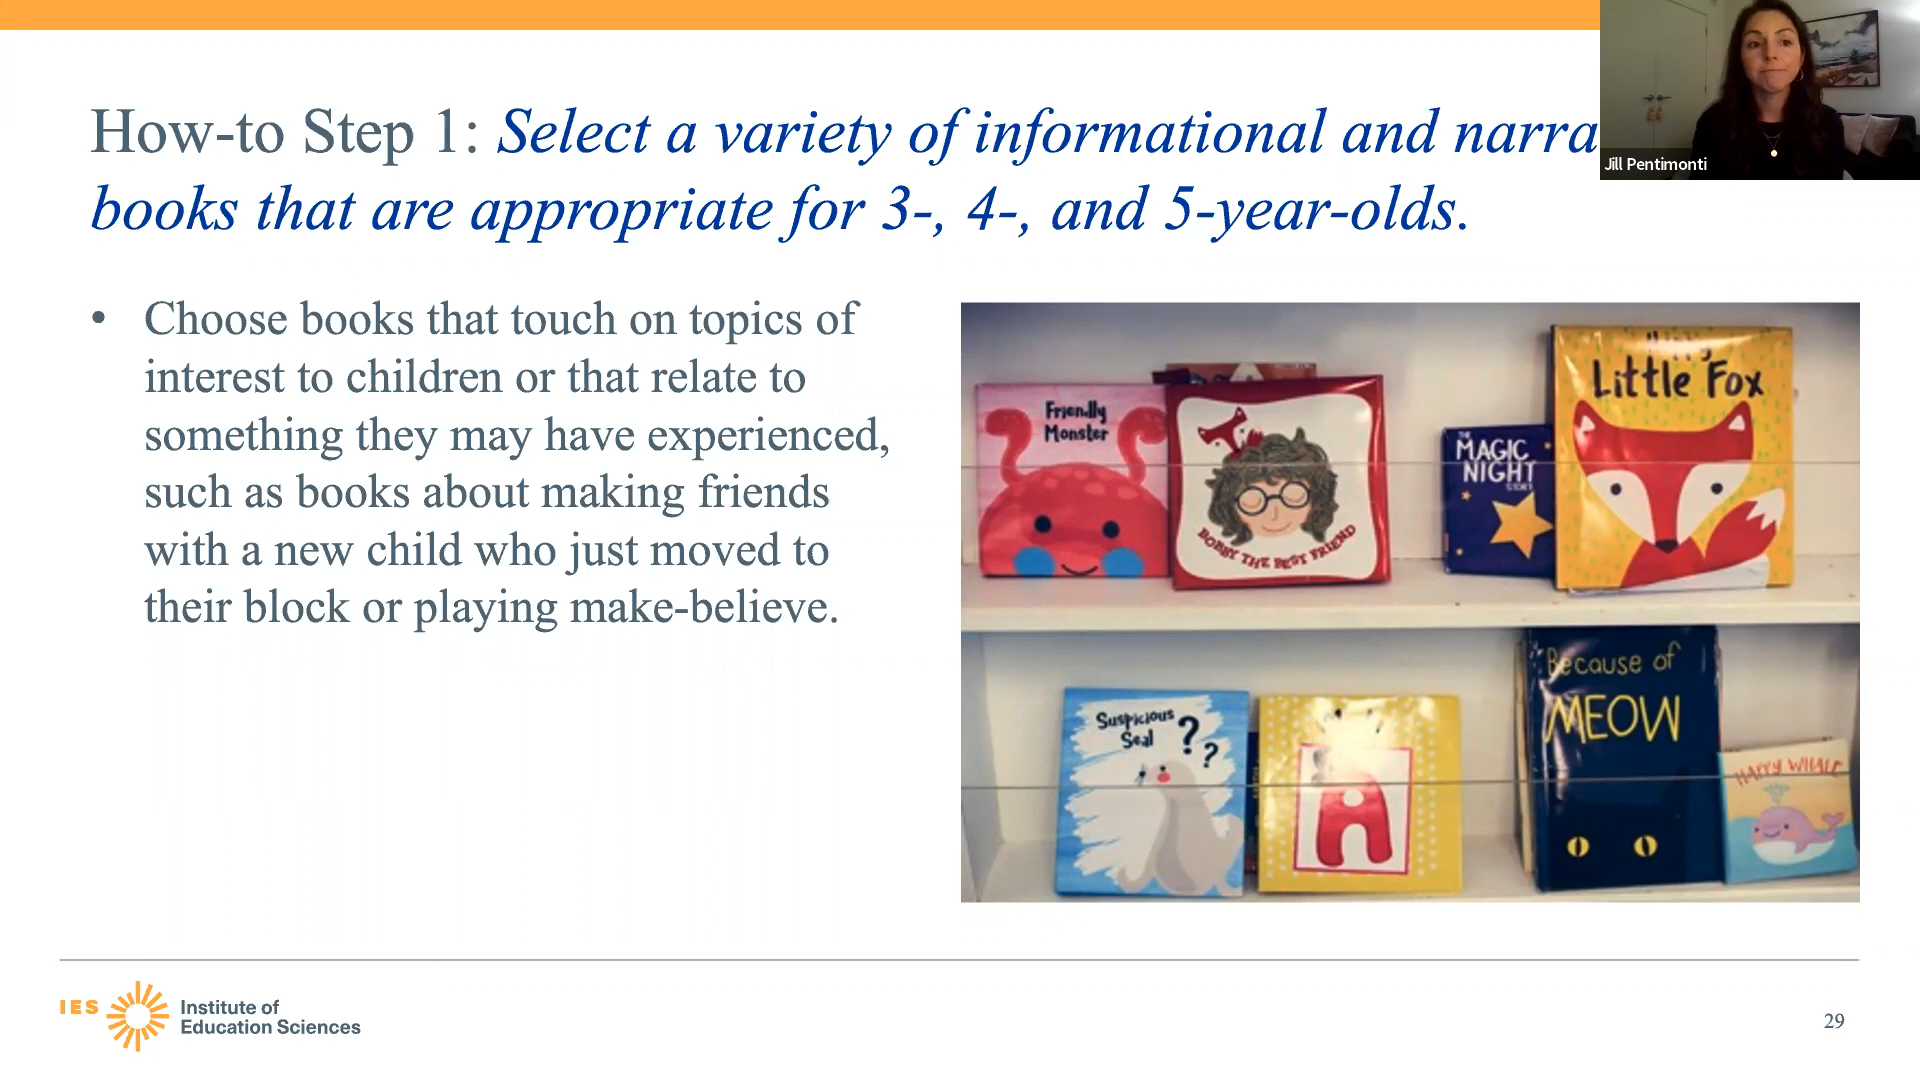 How-to Step 1: Select a variety of informational and narra
books that are appropriate for 3-, 4-, and 5-year-olds.
Jill Pentimonti
• Choose books that touch on topics of
interest to children or that relate to
something they may have experienced,
such as books about making friends
with a new child who just moved to
their block or playing make-believe.
Friendly
Monster
BOBBY THE BEST FRIEND
THE
MAGIC
NIGHT
STORY
Little Fox
Suspicious
Seal
? ?
A
Because of
MEOW
HAPPY WHALE
IES
Institute of
Education Sciences
29